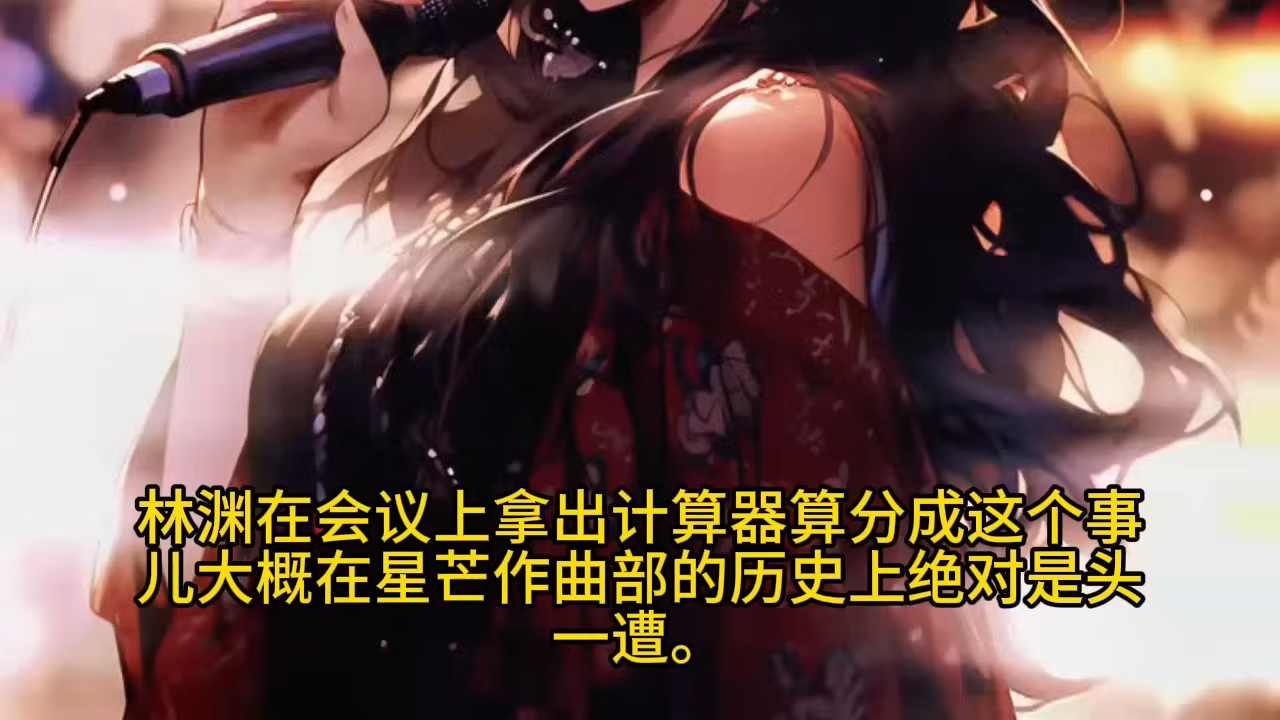 林渊在会议上拿出计算器算分成这个事
儿大概在星芒作曲部的历史上绝对是头
一遭。